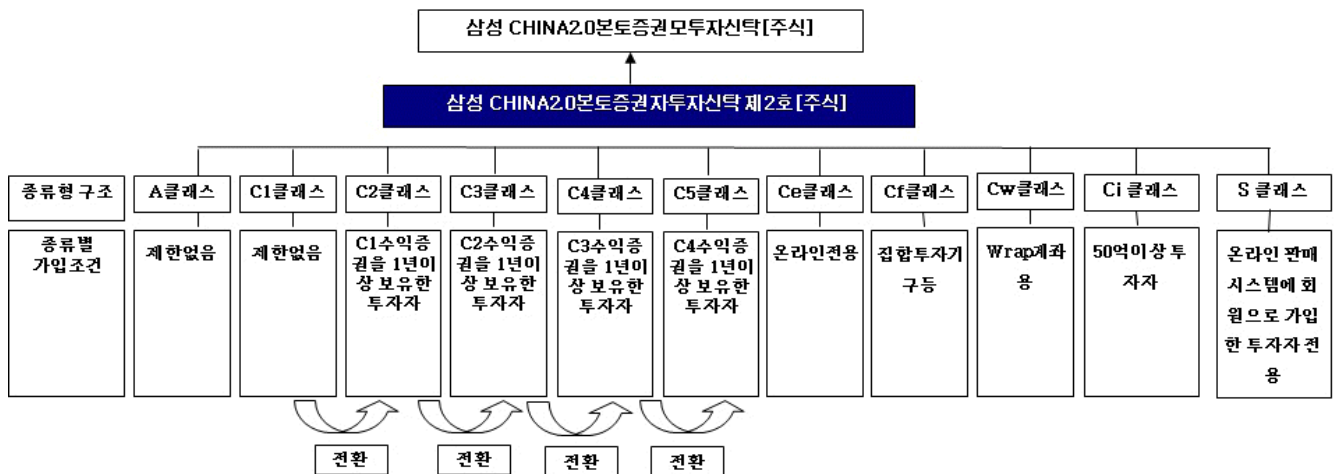 삼성 CHINA2.0본토증권모투자신탁[주식]
삼성 CHINA2.0본토증권자투자신탁 제2호[주식]
종류형 구조
A클래스
C1클래스
C2클래스
C3클래스
C4클래스
C5클래스
Ce클래스
Cf클래스
Cw클래스
Ci 클래스
S 클래스
종류별
가입조건
제한없음
제한없음
C1수익증
권을 1년이
상 보유한
투자자
C2수익증
권을 1년이
상 보유한
투자자
C3수익증
권을 1년이
상 보유한
투자자
C4수익증
권을 1년이
상 보유한
투자자
온라인전용
집합투자기
구등
Wrap계좌
용
50억이상 투
자자
온라인 판매
시스템에 회
원으로 가입
한 투자자 전
용
전환
전환
전환
전환